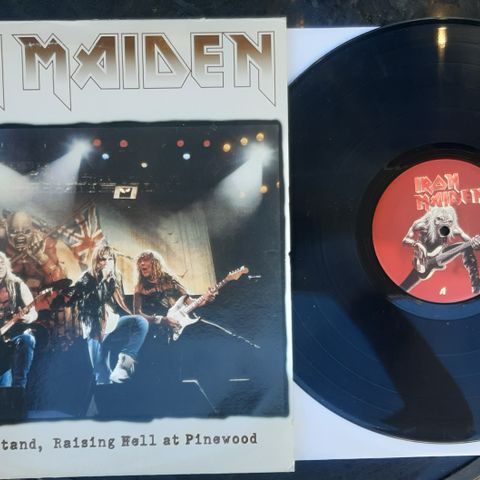 MAIDEN
tand, Raising Hell at Pinewood
IRON
MAIDEN
A